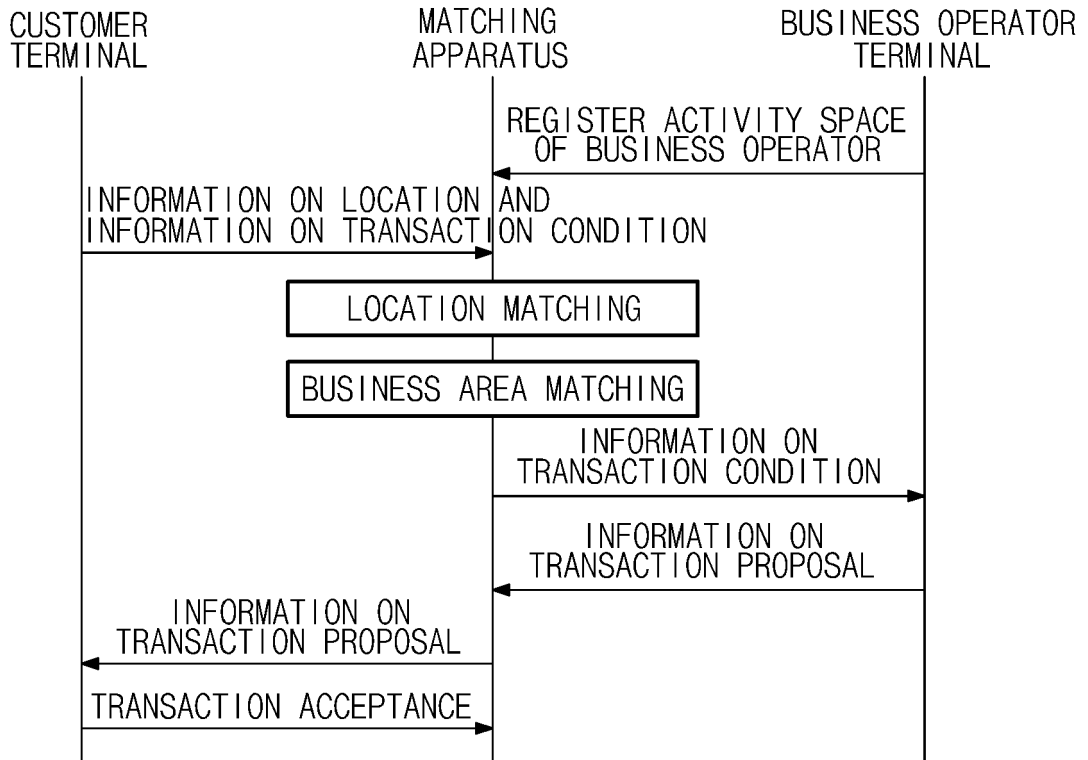 CUSTOMER
TERMINAL
MATCHING
APPARATUS
BUSINESS OPERATOR
TERMINAL
REGISTER ACTIVITY SPACE
OF BUSINESS OPERATOR
INFORMATION ON LOCATION AND
INFORMATION ON TRANSACTION CONDITION
LOCATION MATCHING
BUSINESS AREA MATCHING
INFORMATION ON
TRANSACTION CONDITION
INFORMATION ON
TRANSACTION PROPOSAL
INFORMATION ON
TRANSACTION PROPOSAL
TRANSACTION ACCEPTANCE